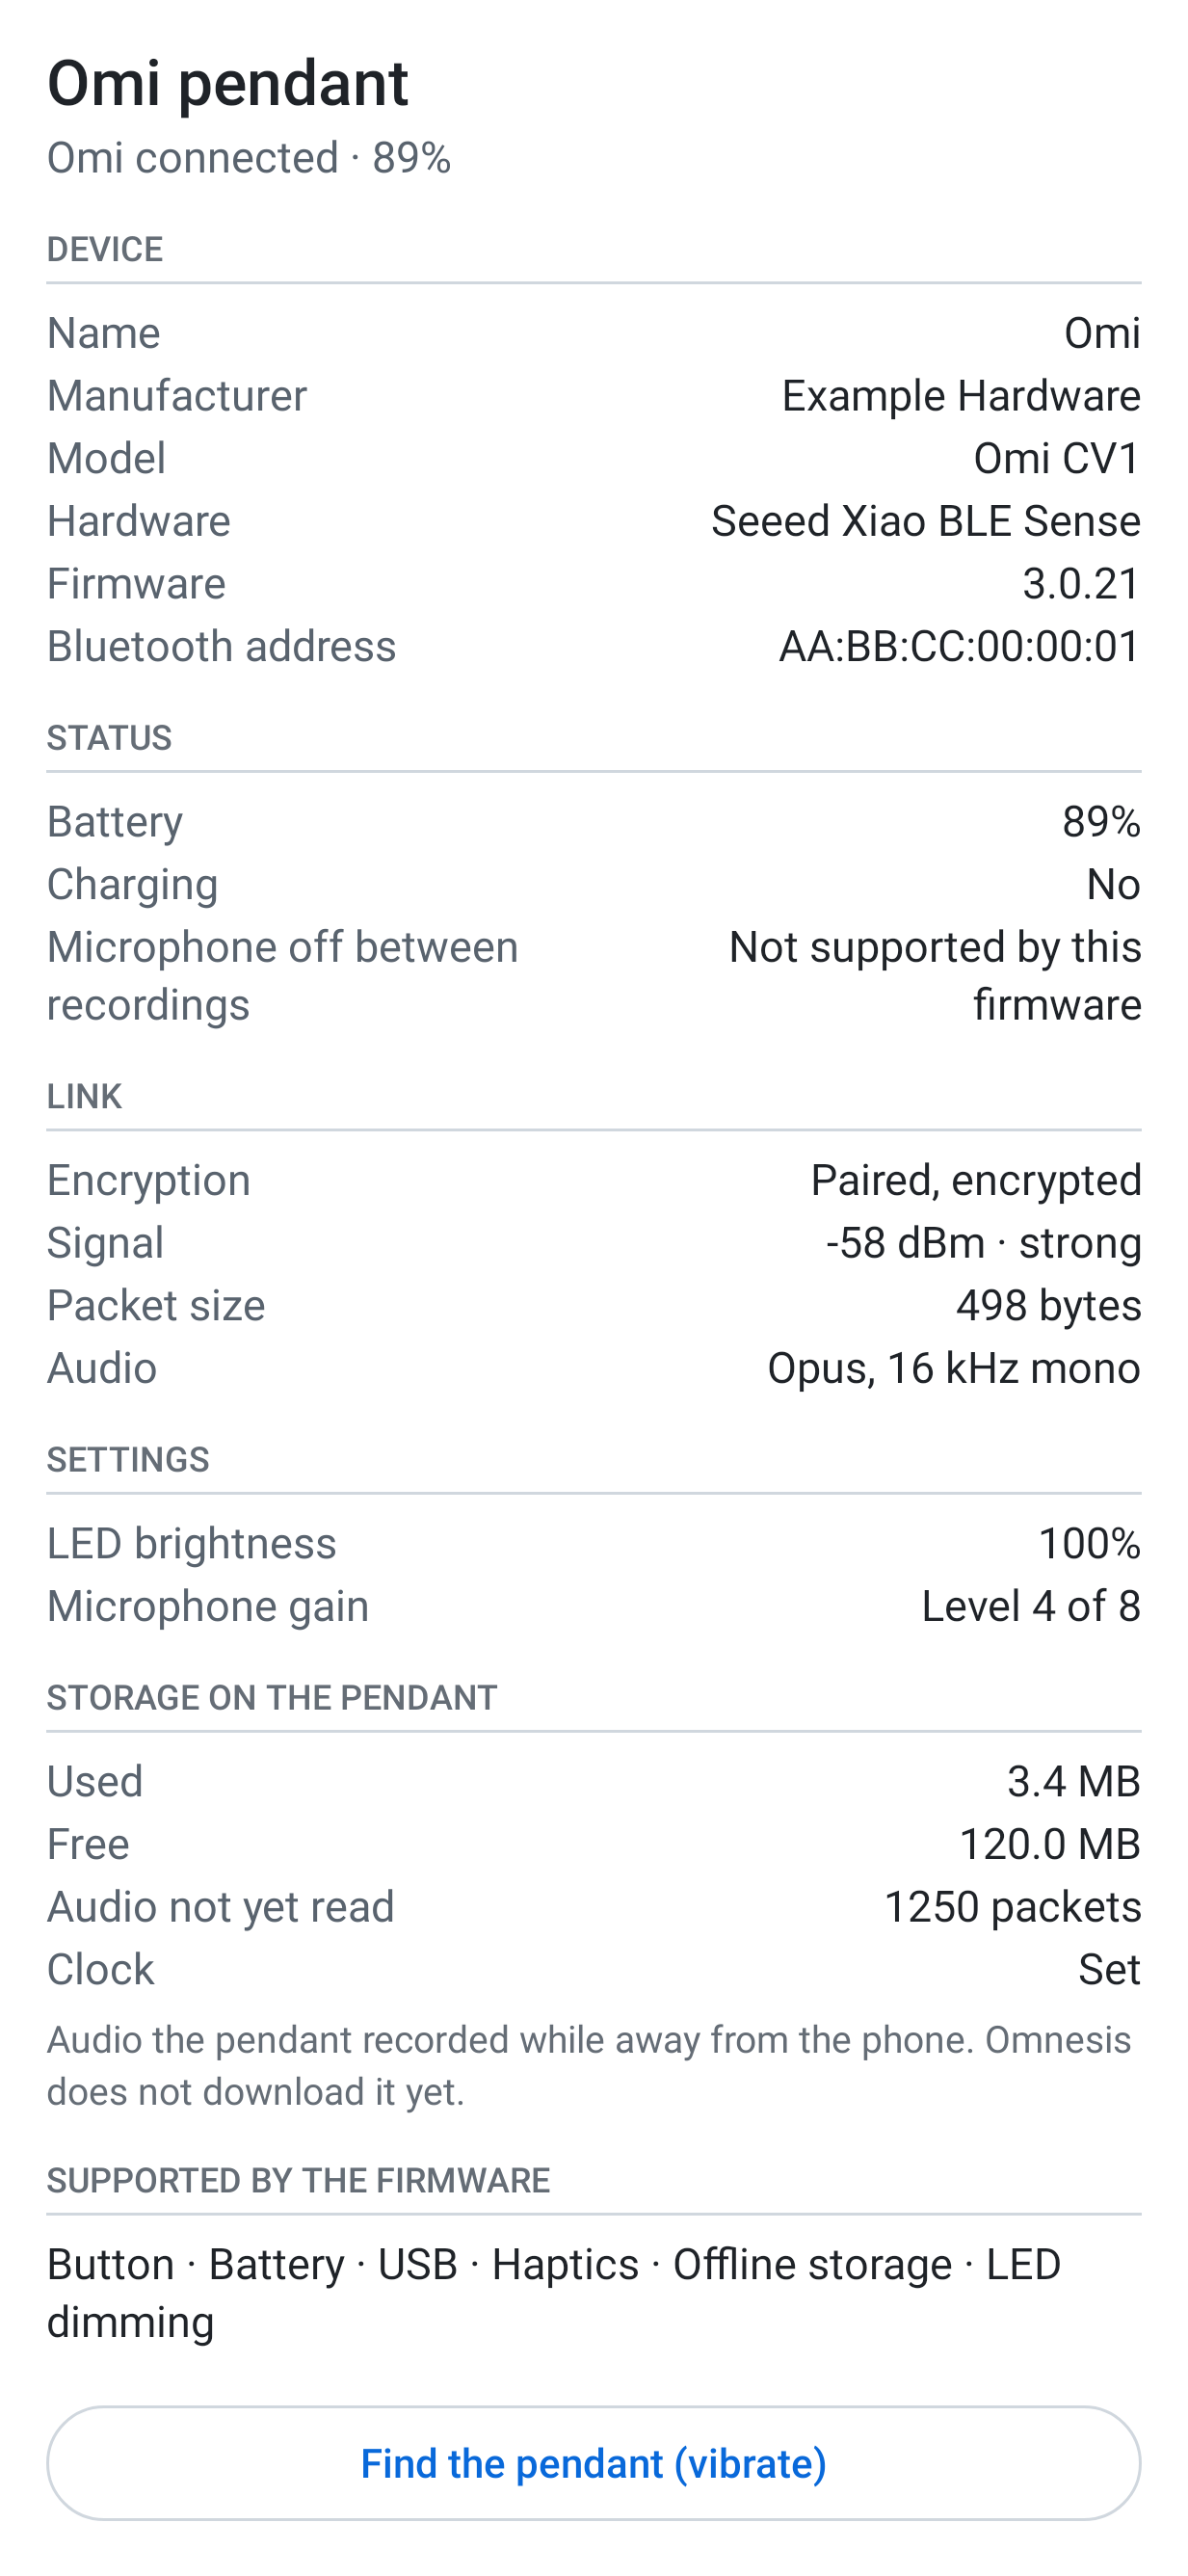 Omi pendant
Omi connected · 89%
DEVICE
Name Omi
Manufacturer Example Hardware
Model Omi CV1
Hardware Seeed Xiao BLE Sense
Firmware 3.0.21
Bluetooth address AA:BB:CC:00:00:01
STATUS
Battery 89%
Charging No
Microphone off between Not supported by this
recordings firmware
LINK
Encryption Paired, encrypted
Signal -58 dBm · strong
Packet size 498 bytes
Audio Opus, 16 kHz mono
SETTINGS
LED brightness 100%
Microphone gain Level 4 of 8
STORAGE ON THE PENDANT
Used 3.4 MB
Free 120.0 MB
Audio not yet read 1250 packets
Clock Set
Audio the pendant recorded while away from the phone. Omnesis
does not download it yet.
SUPPORTED BY THE FIRMWARE
Button · Battery · USB · Haptics · Offline storage · LED
dimming
Find the pendant (vibrate)